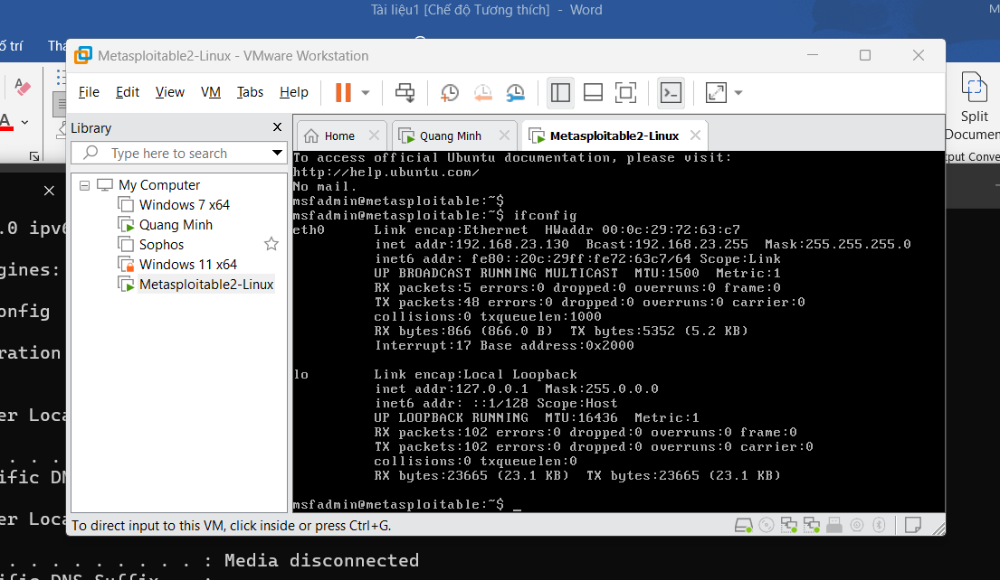 Tài liệu1 [Chế độ Tương thích] - Word
ố trí
Metasploitable2-Linux - VMware Workstation
File Edit View VM Tabs Help
A
Split
Library
Home
Quang Minh
Metasploitable2-Linux
Type here to search
My Computer
Windows 7 x64
Quang Minh
Sophos
Windows 11 x64
Metasploitable2-Linux
To access official Ubuntu documentation, please visit:
http://help.ubuntu.com/
No mail.
msfadmin@metasploitable:~$
msfadmin@metasploitable:~$ ifconfig
eth0 Link encap:Ethernet HWaddr 00:0c:29:72:63:c7
inet addr:192.168.23.130 Bcast:192.168.23.255 Mask:255.255.255.0
inet6 addr: fe80::20c:29ff:fe72:63c7/64 Scope:Link
UP BROADCAST RUNNING MULTICAST MTU:1500 Metric:1
RX packets:5 errors:0 dropped:0 overruns:0 frame:0
TX packets:48 errors:0 dropped:0 overruns:0 carrier:0
collisions:0 txqueuelen:1000
RX bytes:866 (866.0 B) TX bytes:5352 (5.2 KB)
Interrupt:17 Base address:0x2000
lo Link encap:Local Loopback
inet addr:127.0.0.1 Mask:255.0.0.0
inet6 addr: ::1/128 Scope:Host
UP LOOPBACK RUNNING MTU:16436 Metric:1
RX packets:102 errors:0 dropped:0 overruns:0 frame:0
TX packets:102 errors:0 dropped:0 overruns:0 carrier:0
collisions:0 txqueuelen:0
RX bytes:23665 (23.1 KB) TX bytes:23665 (23.1 KB)
msfadmin@metasploitable:~$ _
To direct input to this VM, click inside or press Ctrl+G.
.0 ipv6
gines:
onfig
ration
er Loca
. . . .
ific DN
er Loca
. . . . . . . . . . : Media disconnected